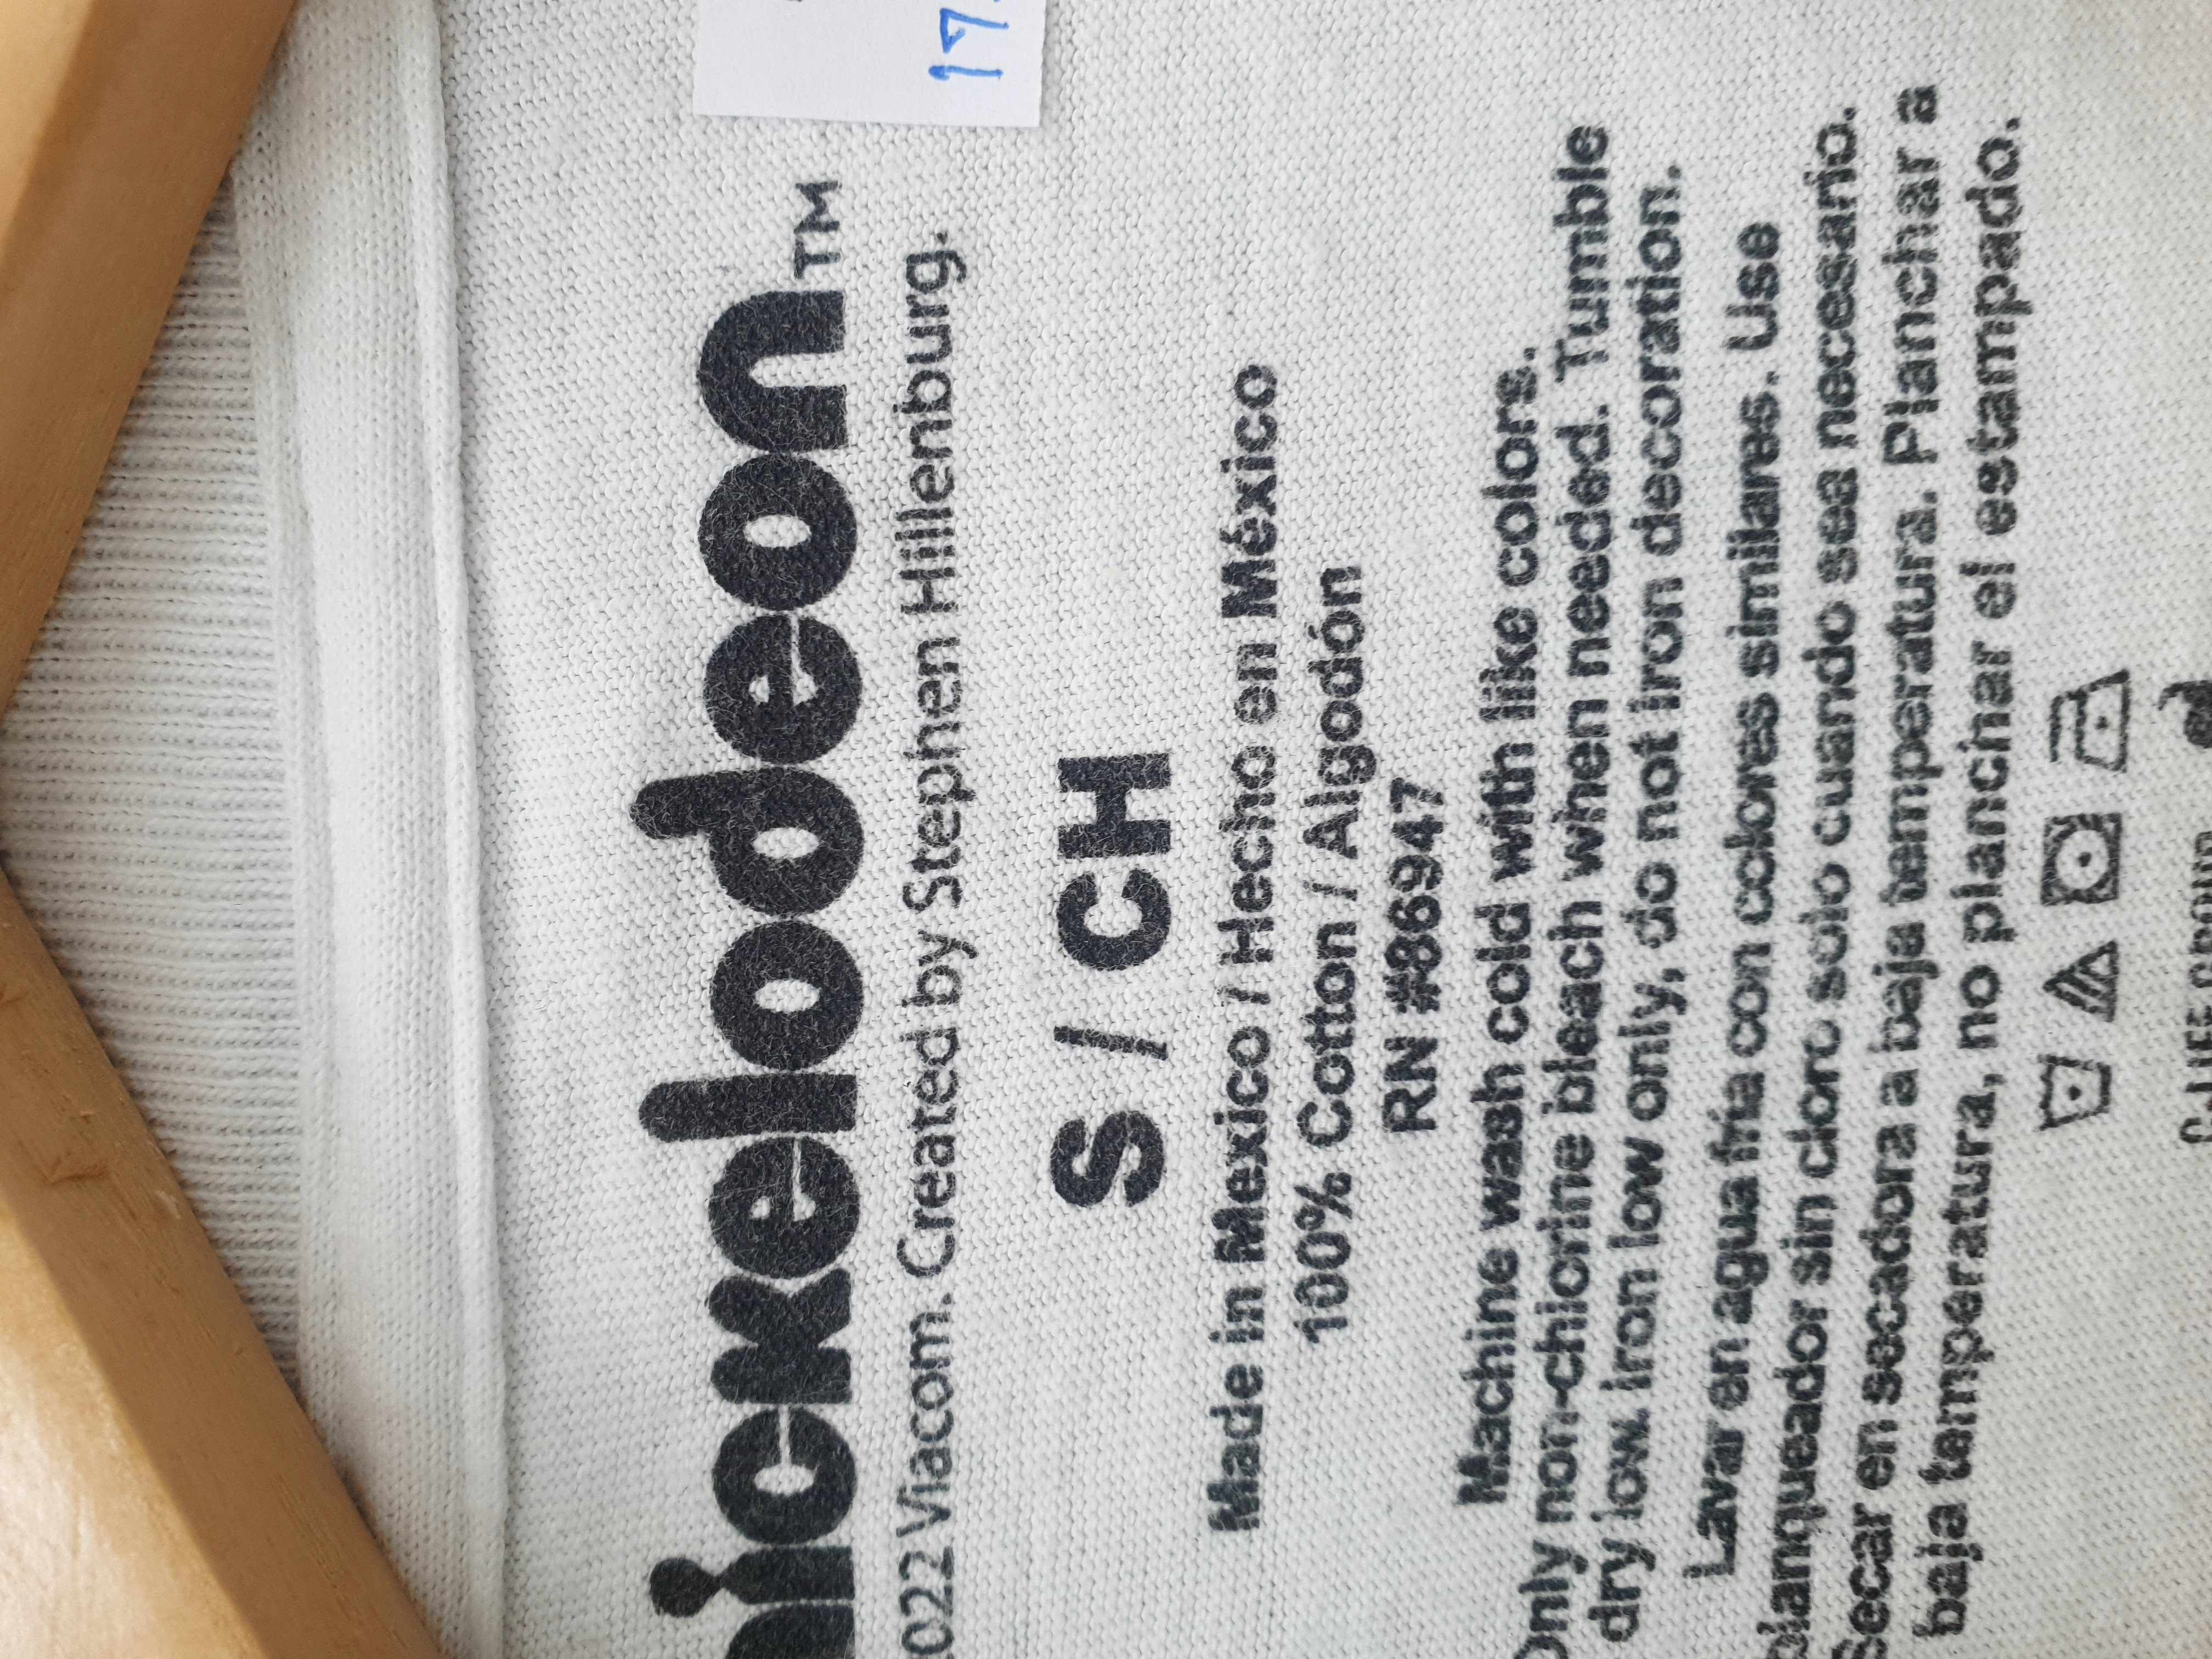 17
nickelodeon™
2022 Viacom. Created by Stephen Hillenburg.
S / CH
Made in Mexico / Hecho en México
100% Cotton / Algodón
RN #86947
Machine wash cold with like colors.
Only non-chlorine bleach when needed. Tumble
dry low. Iron low only, do not iron decoration.
Lavar en agua fría con colores similares. Use
blanqueador sin cloro solo cuando sea necesario.
Secar en secadora a baja temperatura. Planchar a
baja temperatura, no planchar el estampado.